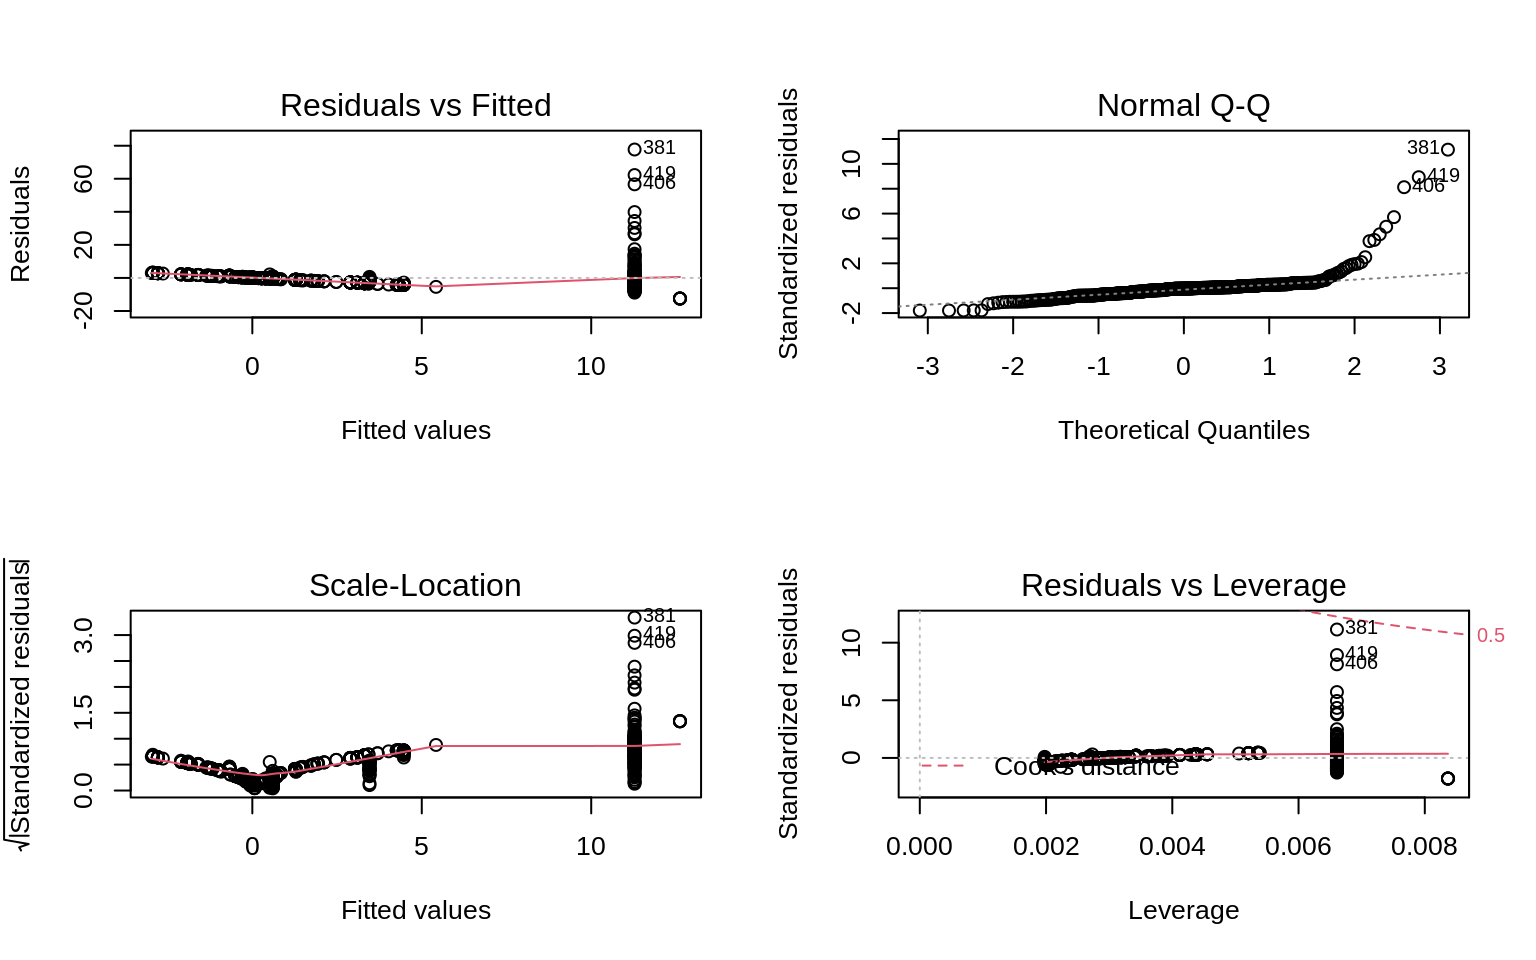 Residuals vs Fitted
Residuals
-20 20 60
381
419
406
0 5 10
Fitted values
Normal Q-Q
Standardized residuals
-2 2 6 10
381
419
406
-3 -2 -1 0 1 2 3
Theoretical Quantiles
Scale-Location
√|Standardized residuals|
0.0 1.5 3.0
381
419
406
0 5 10
Fitted values
Residuals vs Leverage
Standardized residuals
0 5 10
381
0.5
419
406
Cook's distance
0.000 0.002 0.004 0.006 0.008
Leverage